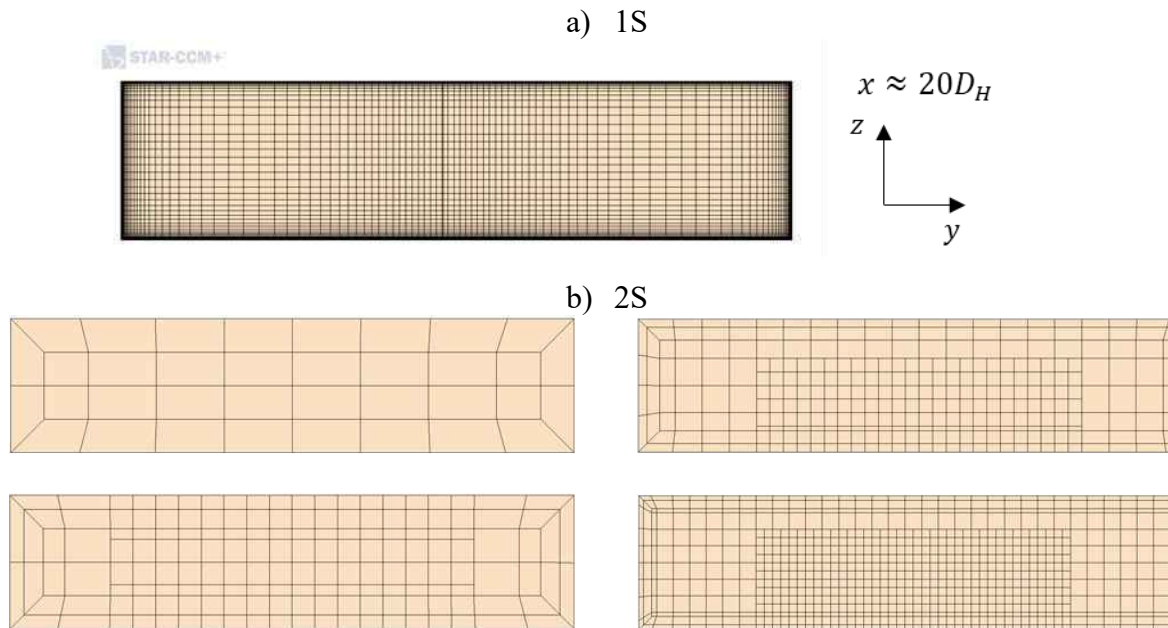 a) 1S
STAR-CCM+
x ≈ 20D_H
z
y
b) 2S